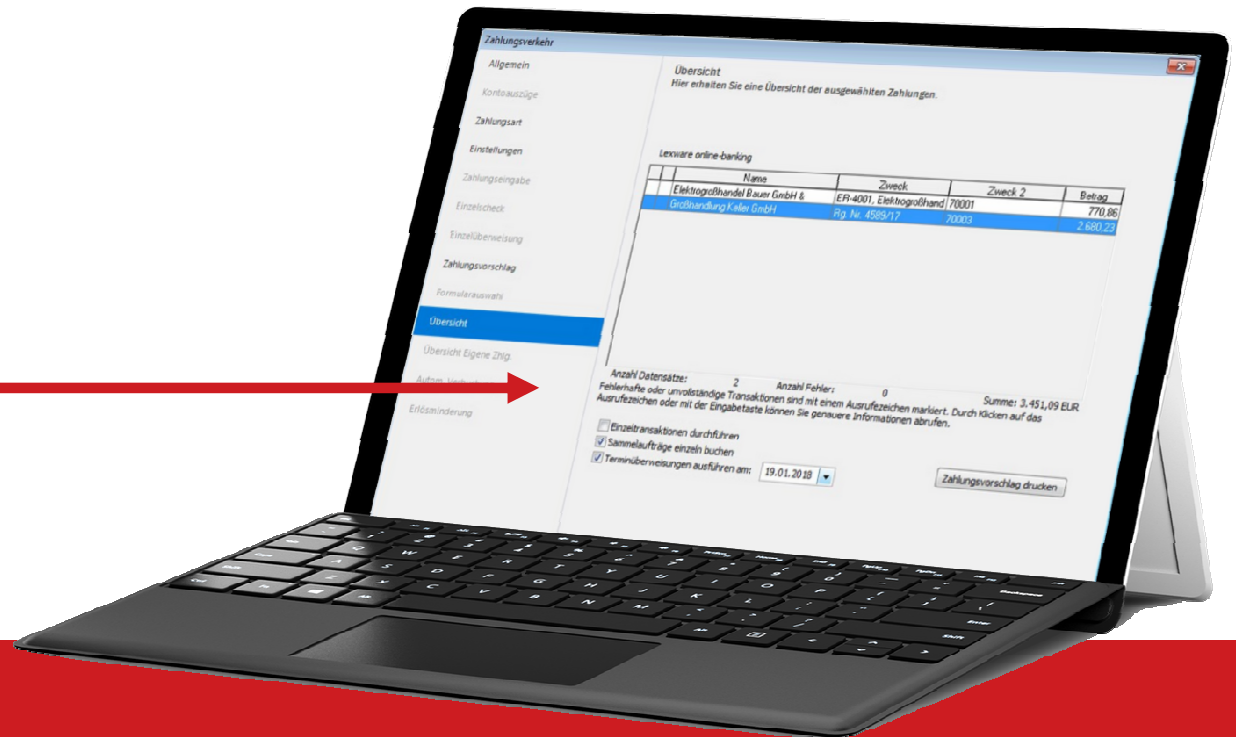 Zahlungsverkehr
Allgemein
Kontoauszüge
Zahlungsart
Einstellungen
Zahlungseingabe
Einzelscheck
Einzelüberweisung
Zahlungsvorschlag
Formularauswahl
Übersicht
Übersicht Eigene Zhlg.
Erlösminderung
Übersicht
Hier erhalten Sie eine Übersicht der ausgewählten Zahlungen.
Lexware online-banking
Name Zweck Zweck 2 Betrag
Elektrogroßhandel Bauer GmbH & ER-4001, Elektrogroßhand 70001 770,86
Großhandlung Keller GmbH Rg. Nr. 4589/17 70003 2.680,23
Anzahl Datensätze: 2 Anzahl Fehler: 0 Summe: 3.451,09 EUR
Fehlerhafte oder unvollständige Transaktionen sind mit einem Ausrufezeichen markiert. Durch Klicken auf das
Ausrufezeichen oder mit der Eingabetaste können Sie genauere Informationen abrufen.
Einzeltransaktionen durchführen
Sammelaufträge einzeln buchen
Terminüberweisungen ausführen am: 19.01.2018
Zahlungsvorschlag drucken